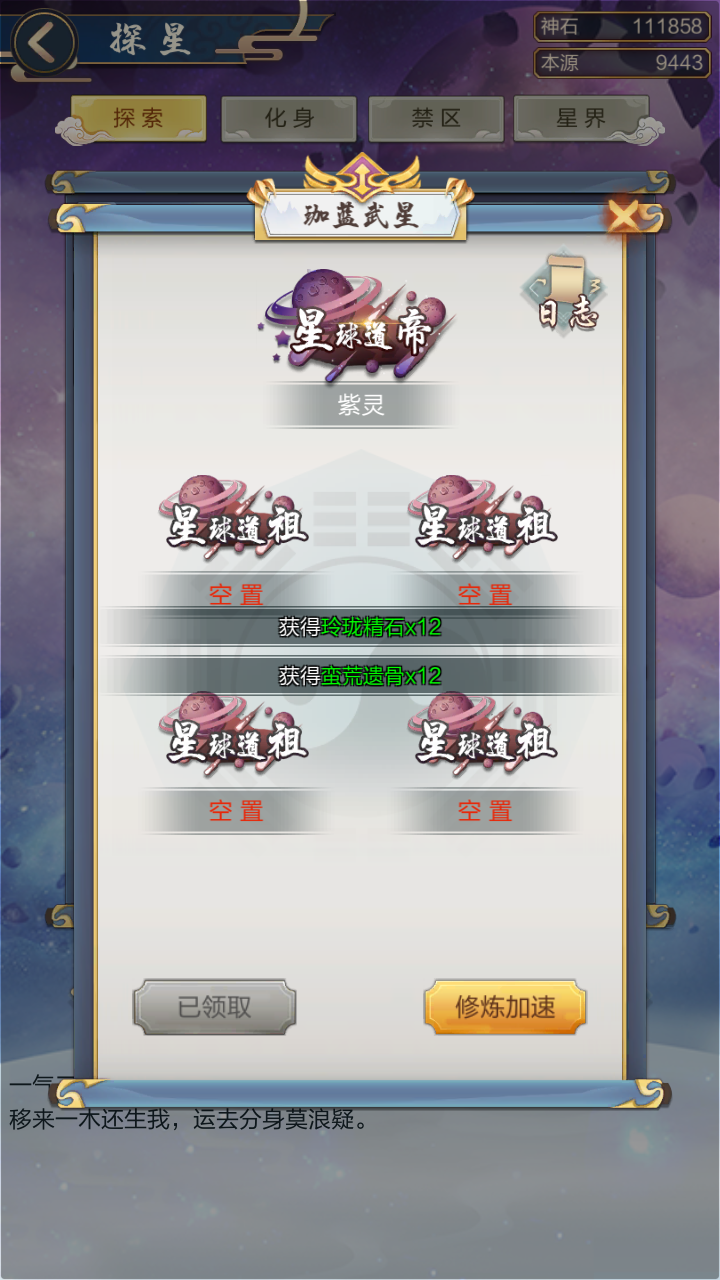 探星
神石 111858
本源 9443
探索 化身 禁区 星界
珈蓝武星
日志
星球道帝
紫灵
星球道祖 星球道祖
空置 空置
获得玲珑精石x12
获得蛮荒遗骨x12
星球道祖 星球道祖
空置 空置
已领取 修炼加速
一气
移来一木还生我，运去分身莫浪疑。